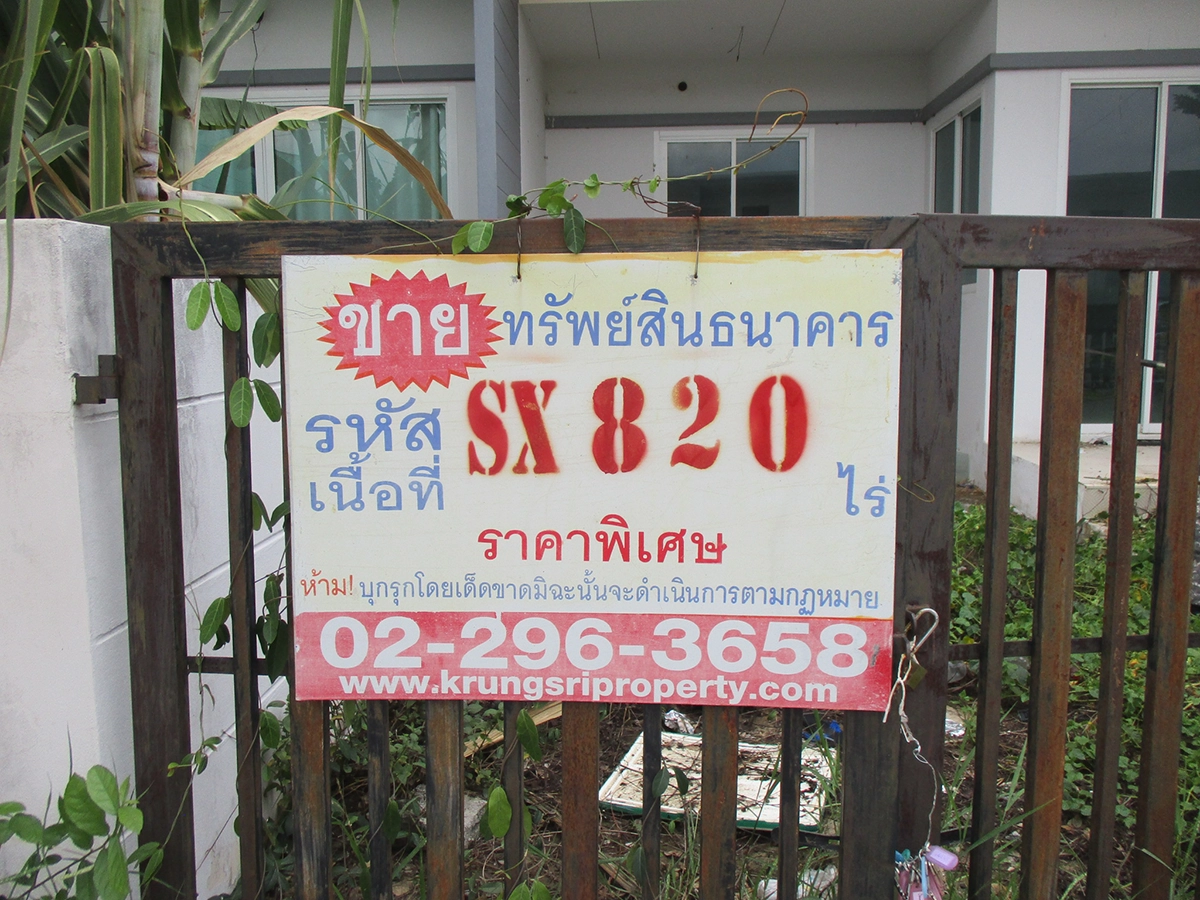 ขาย ทรัพย์สินธนาคาร
รหัส SX 820
เนื้อที่ ไร่
ราคาพิเศษ
ห้าม! บุกรุกโดยเด็ดขาดมิฉะนั้นจะดำเนินการตามกฎหมาย
02-296-3658
www.krungsriproperty.com